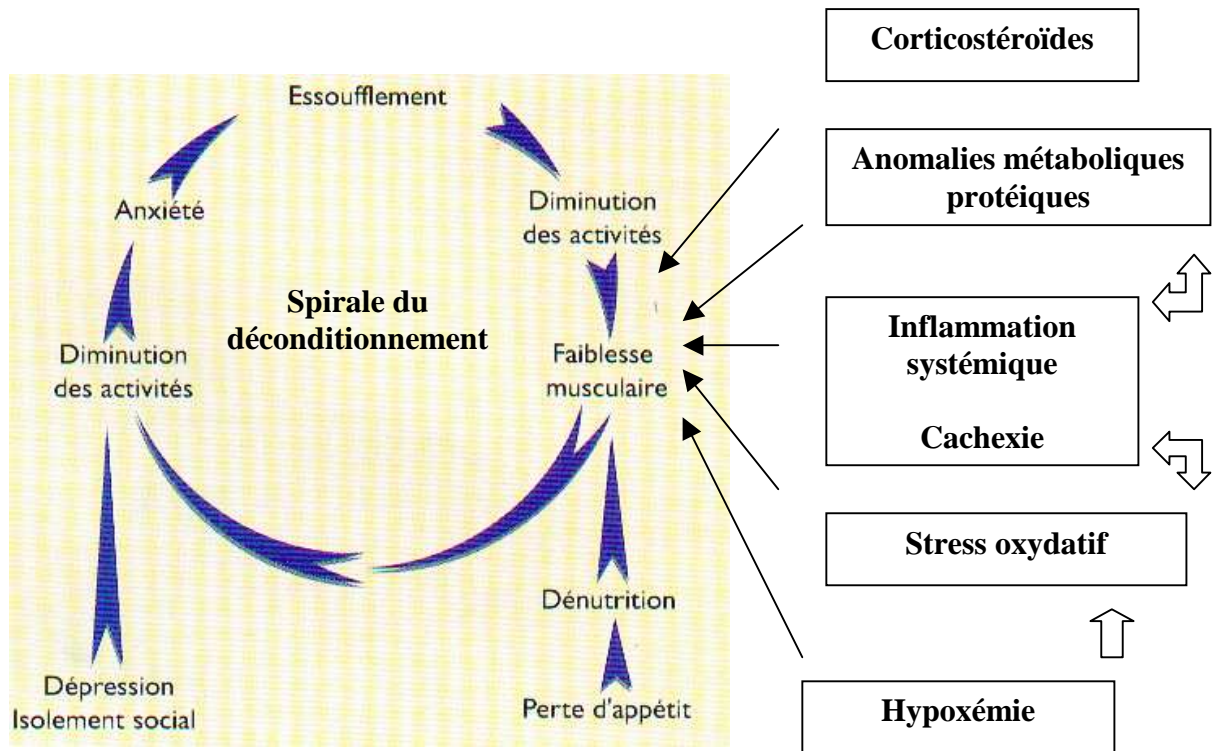 Essoufflement
Anxiété
Diminution
des activités
Spirale du
déconditionnement
Diminution
des activités
Faiblesse
musculaire
Dénutrition
Dépression
Isolement social
Perte d'appétit
Corticostéroïdes
Anomalies métaboliques
protéiques
Inflammation
systémique
Cachexie
Stress oxydatif
Hypoxémie